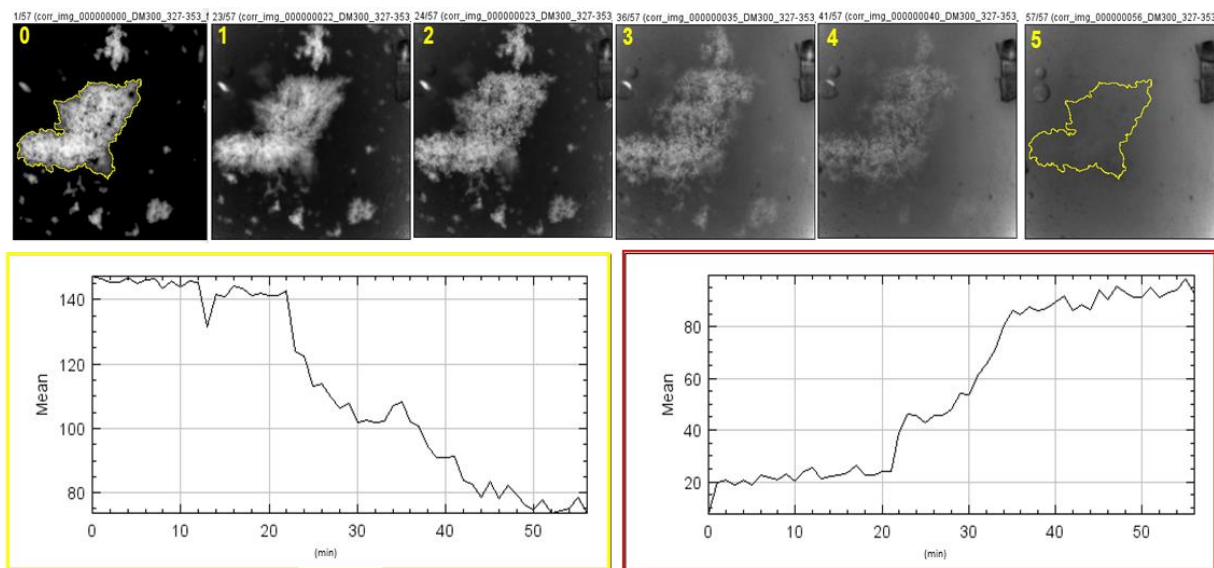 1/57 (corr_img_000000000_DM300_327-353_f
23/57 (corr_img_000000022_DM300_327-353
24/57 (corr_img_000000023_DM300_327-353
36/57 (corr_img_000000035_DM300_327-353
41/57 (corr_img_000000040_DM300_327-353
57/57 (corr_img_000000056_DM300_327-353
0
1
2
3
4
5
Mean
140
120
100
80
0
10
20
30
40
50
(min)
Mean
80
60
40
20
0
10
20
30
40
50
(min)